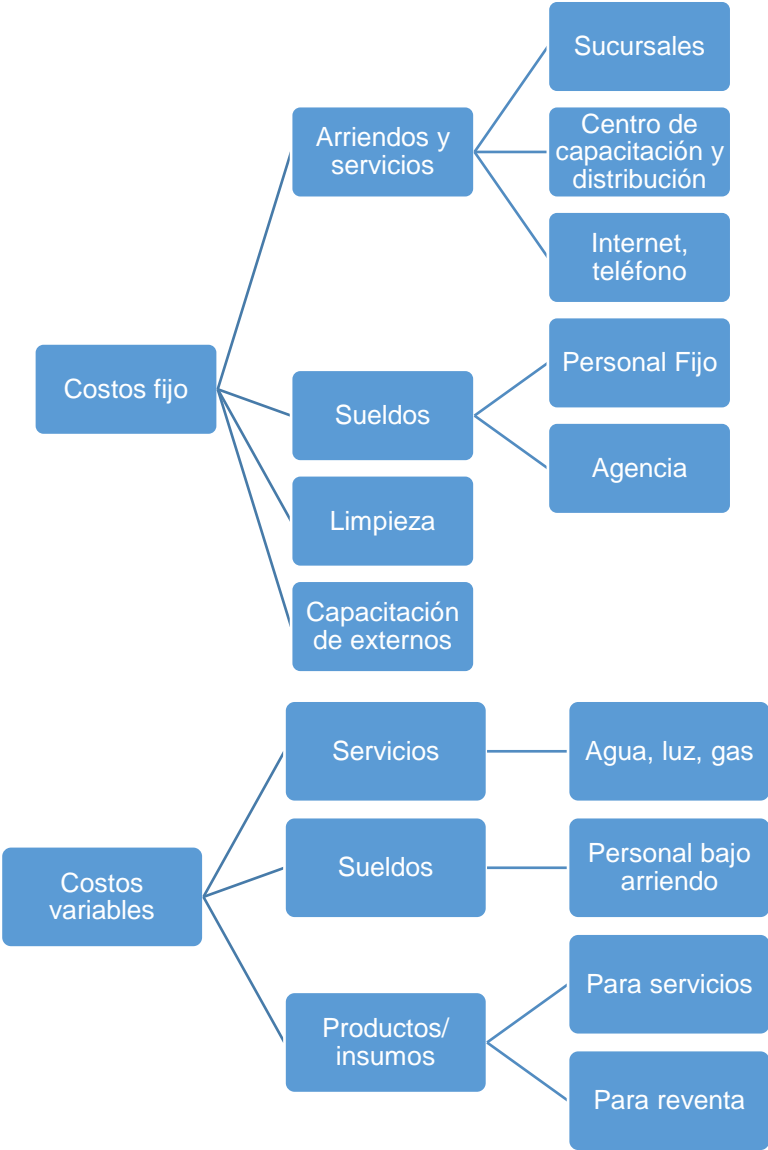 Costos fijo
Arriendos y
servicios
Sucursales
Centro de
capacitación y
distribución
Internet,
teléfono
Sueldos
Personal Fijo
Agencia
Limpieza
Capacitación
de externos
Costos
variables
Servicios
Agua, luz, gas
Sueldos
Personal bajo
arriendo
Productos/
insumos
Para servicios
Para reventa